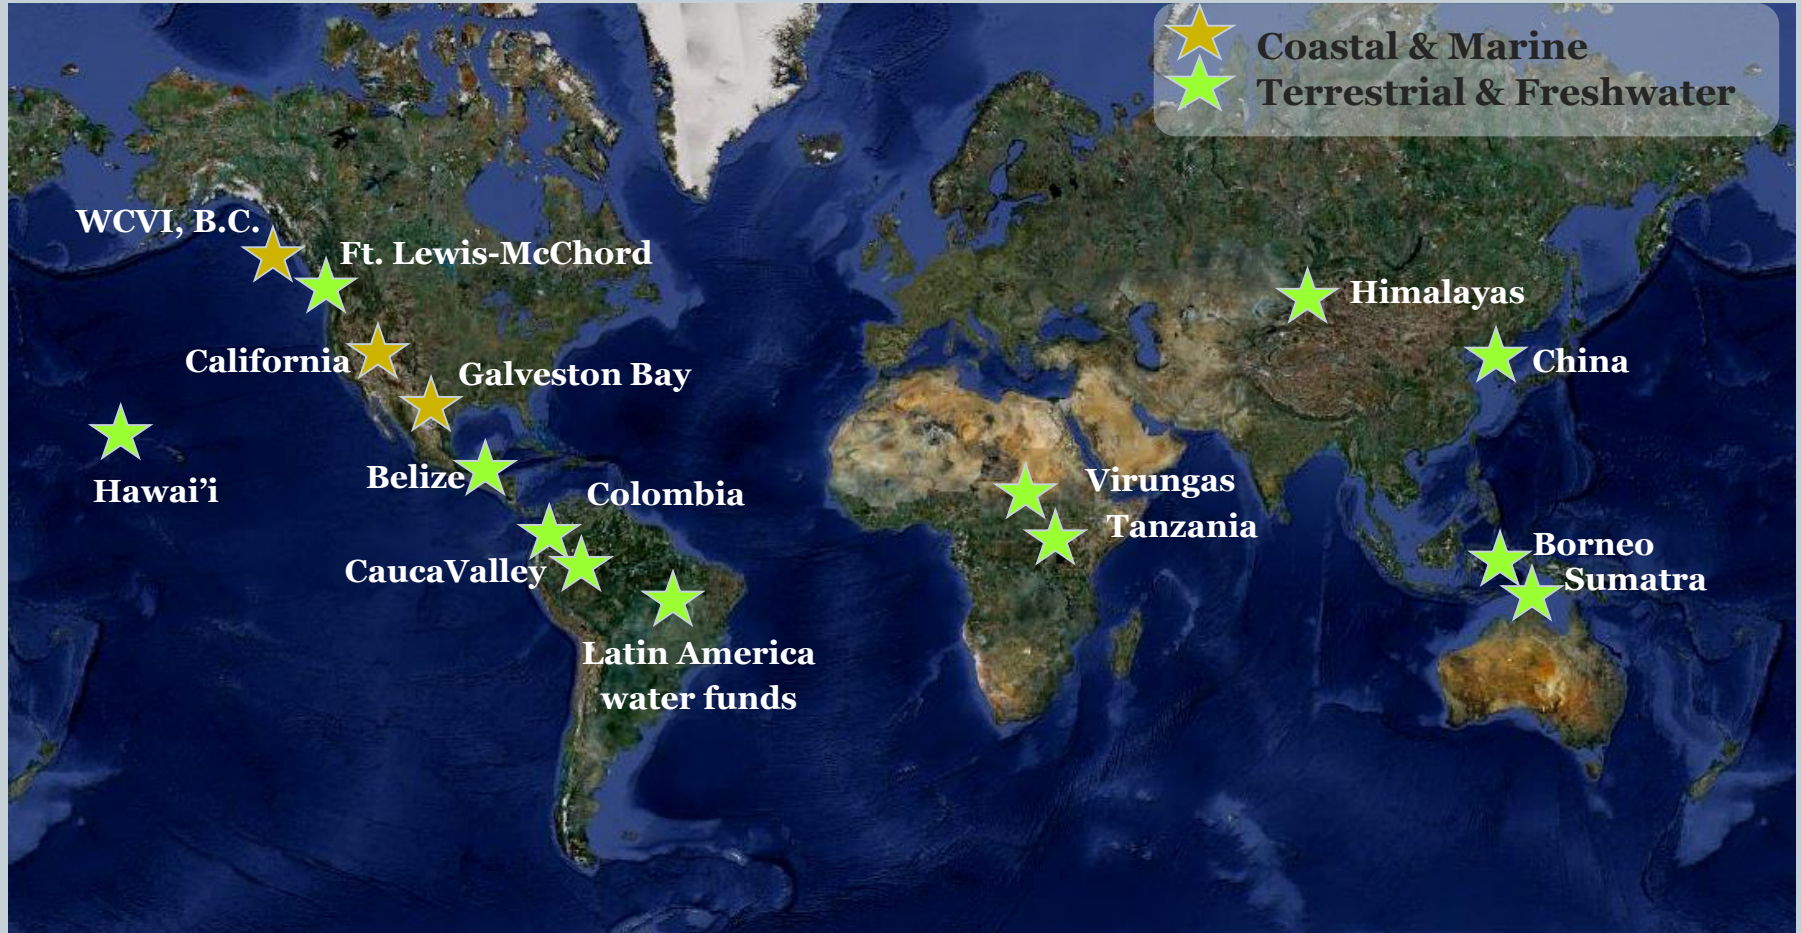 Coastal & Marine
Terrestrial & Freshwater
WCVI, B.C.
Ft. Lewis-McChord
Himalayas
California
Galveston Bay
China
Hawai’i
Belize
Colombia
Virungas
Tanzania
CaucaValley
Borneo
Sumatra
Latin America
water funds